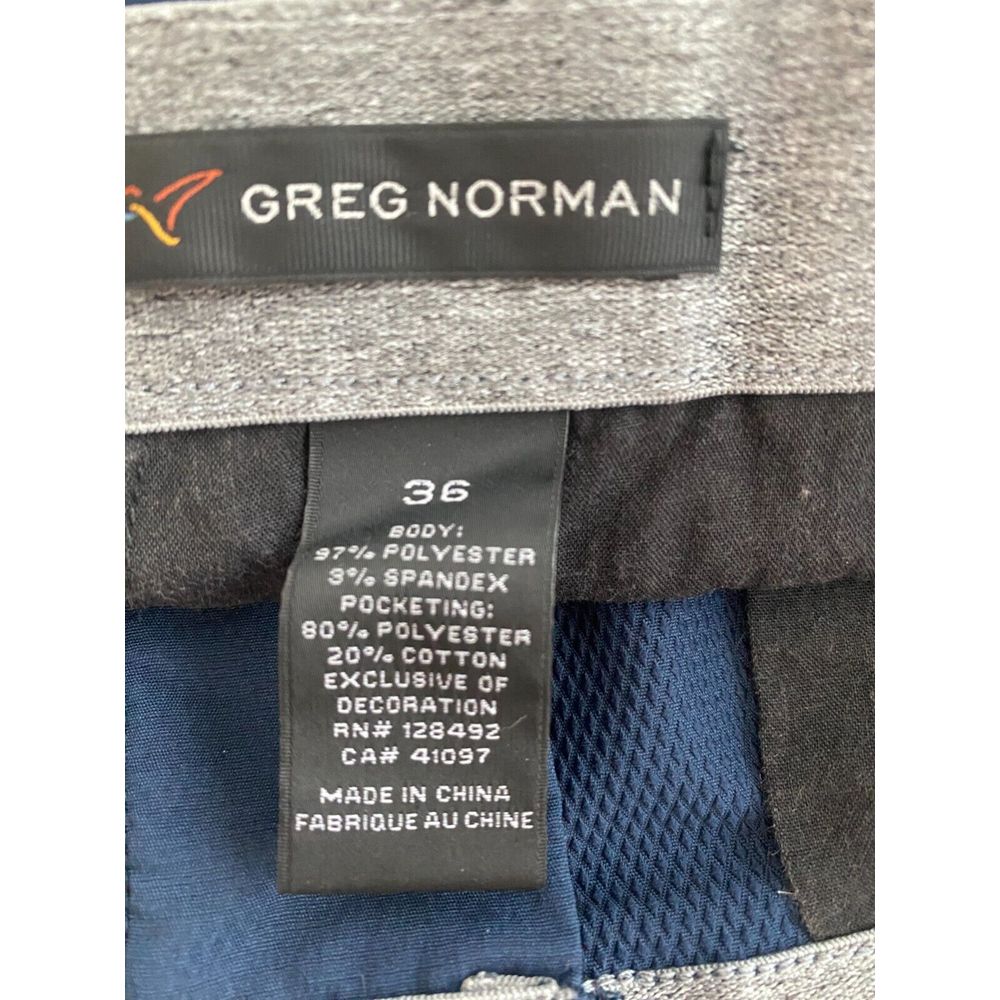 GREG NORMAN
36
BODY:
97% POLYESTER
3% SPANDEX
POCKETING:
80% POLYESTER
20% COTTON
EXCLUSIVE OF
DECORATION
RN# 128492
CA# 41097
MADE IN CHINA
FABRIQUE AU CHINE